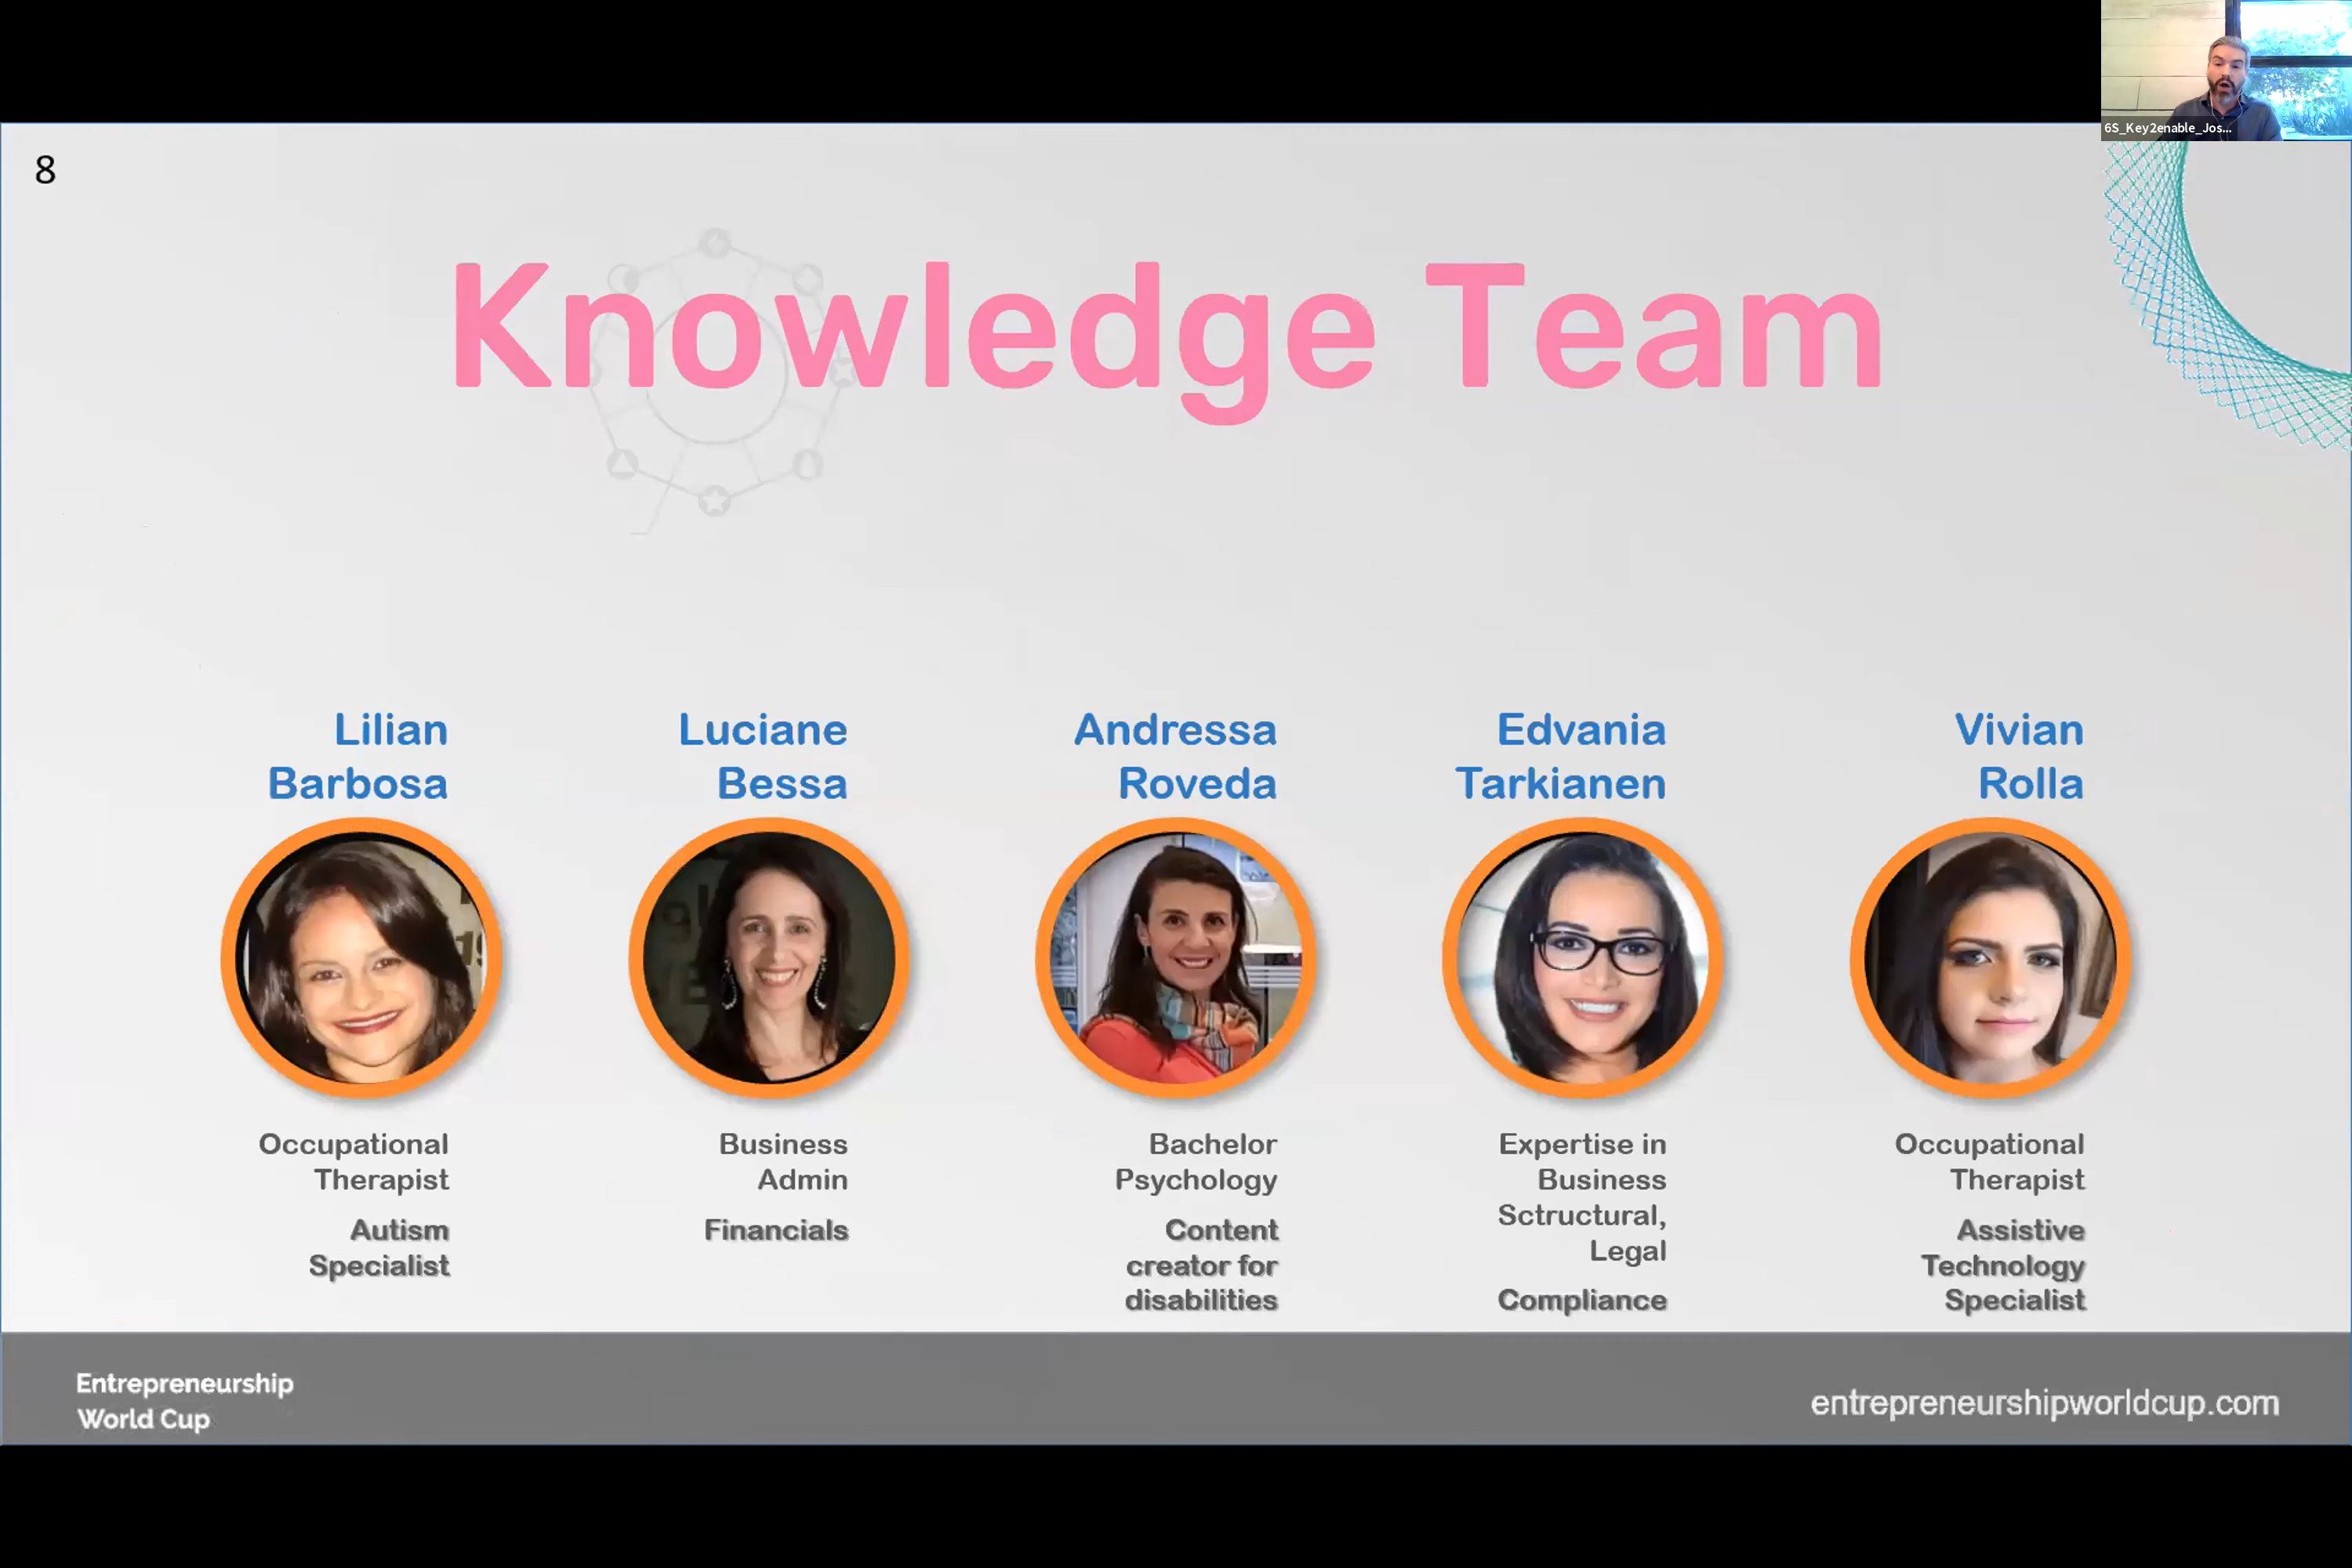 6S_Key2enable_Jos...
8
Knowledge Team
Lilian
Barbosa
Luciane
Bessa
Andressa
Roveda
Edvania
Tarkianen
Vivian
Rolla
Occupational
Therapist
Autism
Specialist
Business
Admin
Financials
Bachelor
Psychology
Content
creator for
disabilities
Expertise in
Business
Sctructural,
Legal
Compliance
Occupational
Therapist
Assistive
Technology
Specialist
Entrepreneurship
World Cup
entrepreneurshipworldcup.com